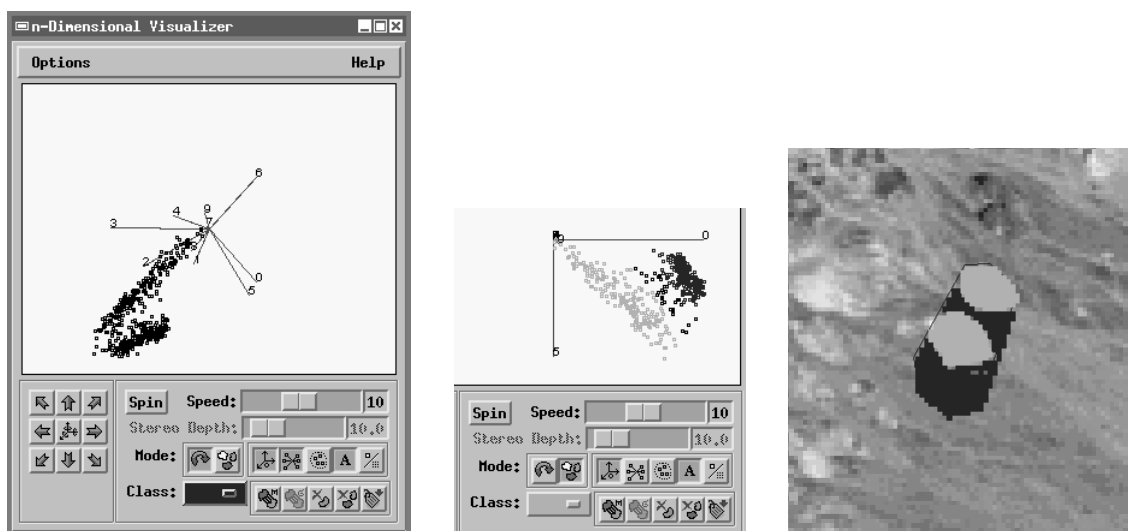 n-Dimensional Visualizer
Options Help
6
9
4
7
3
2
1
0
5
Spin Speed: 10
Stereo Depth: 10.0
Mode: A
Class:
0
9
5
Spin Speed: 10
Stereo Depth: 10.0
Mode: A
Class: